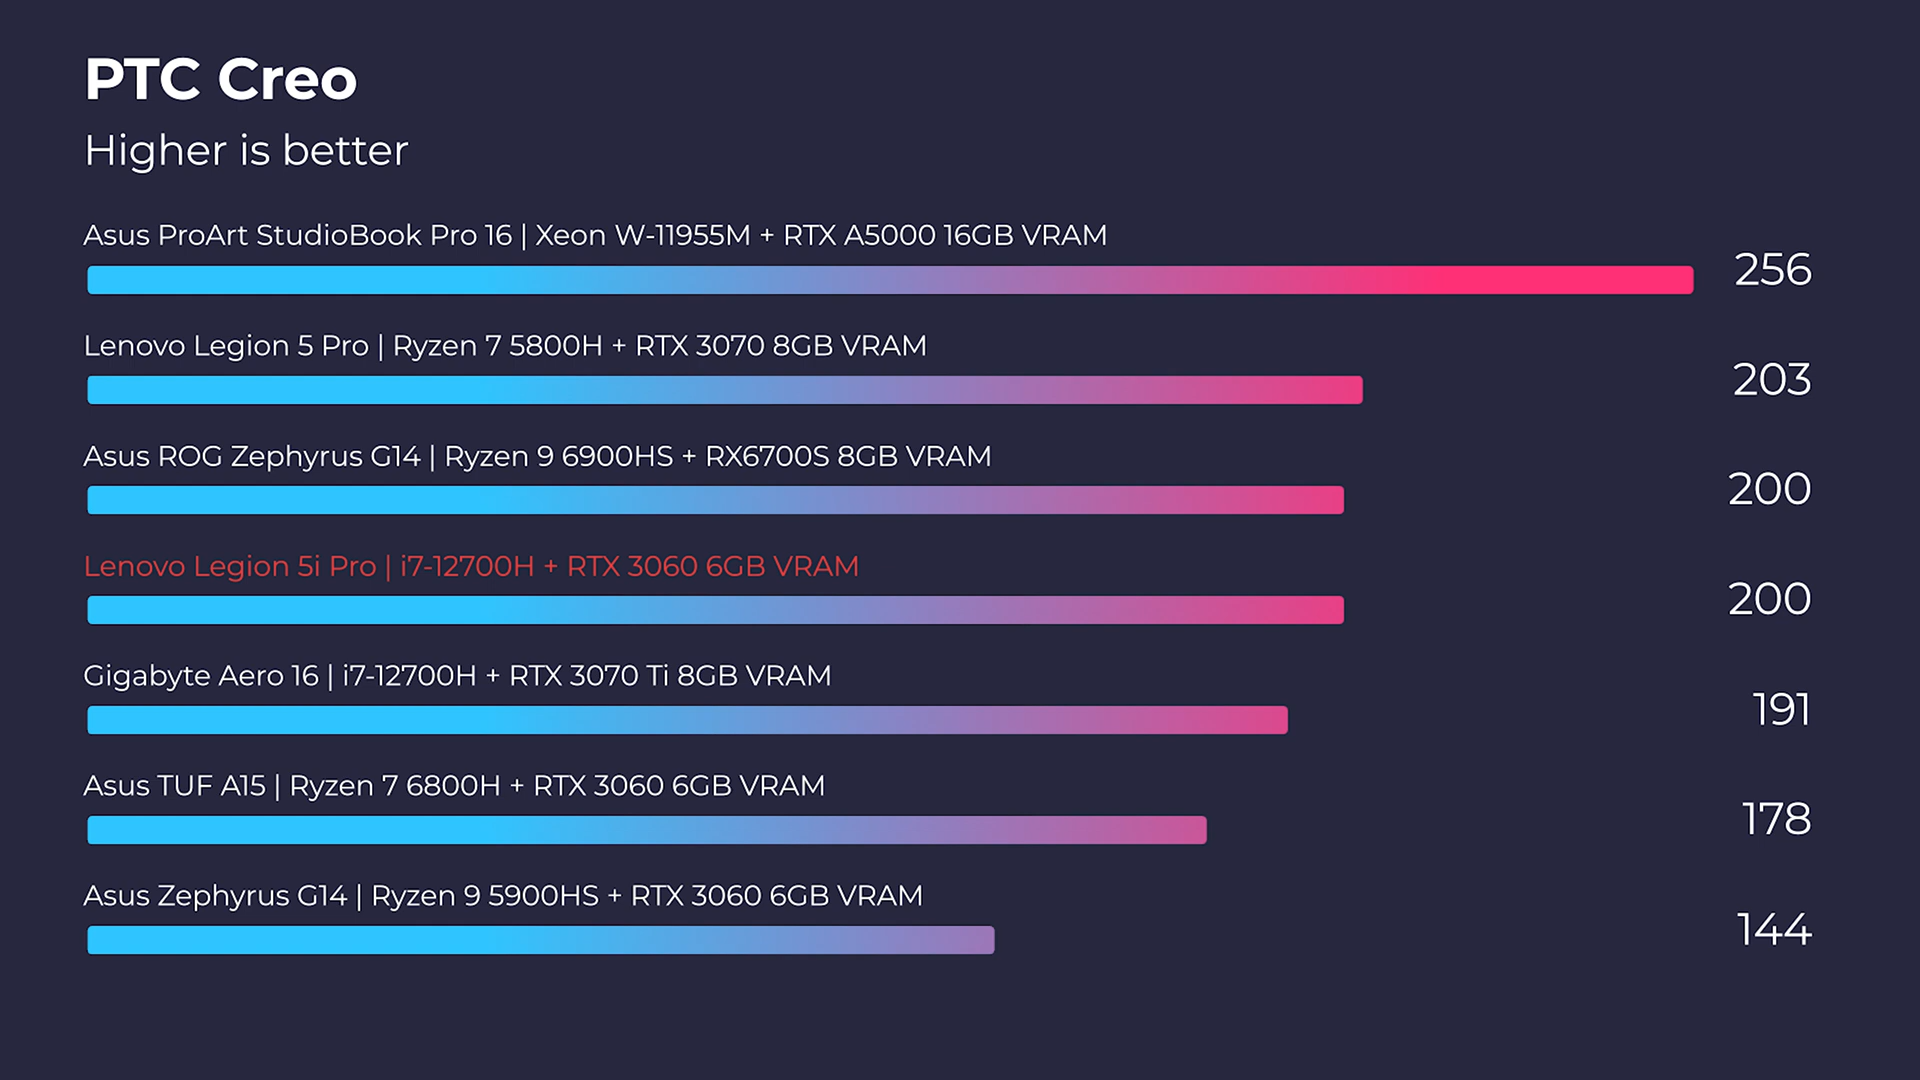 PTC Creo
Higher is better
Asus ProArt StudioBook Pro 16 | Xeon W-11955M + RTX A5000 16GB VRAM
256
Lenovo Legion 5 Pro | Ryzen 7 5800H + RTX 3070 8GB VRAM
203
Asus ROG Zephyrus G14 | Ryzen 9 6900HS + RX6700S 8GB VRAM
200
Lenovo Legion 5i Pro | i7-12700H + RTX 3060 6GB VRAM
200
Gigabyte Aero 16 | i7-12700H + RTX 3070 Ti 8GB VRAM
191
Asus TUF A15 | Ryzen 7 6800H + RTX 3060 6GB VRAM
178
Asus Zephyrus G14 | Ryzen 9 5900HS + RTX 3060 6GB VRAM
144